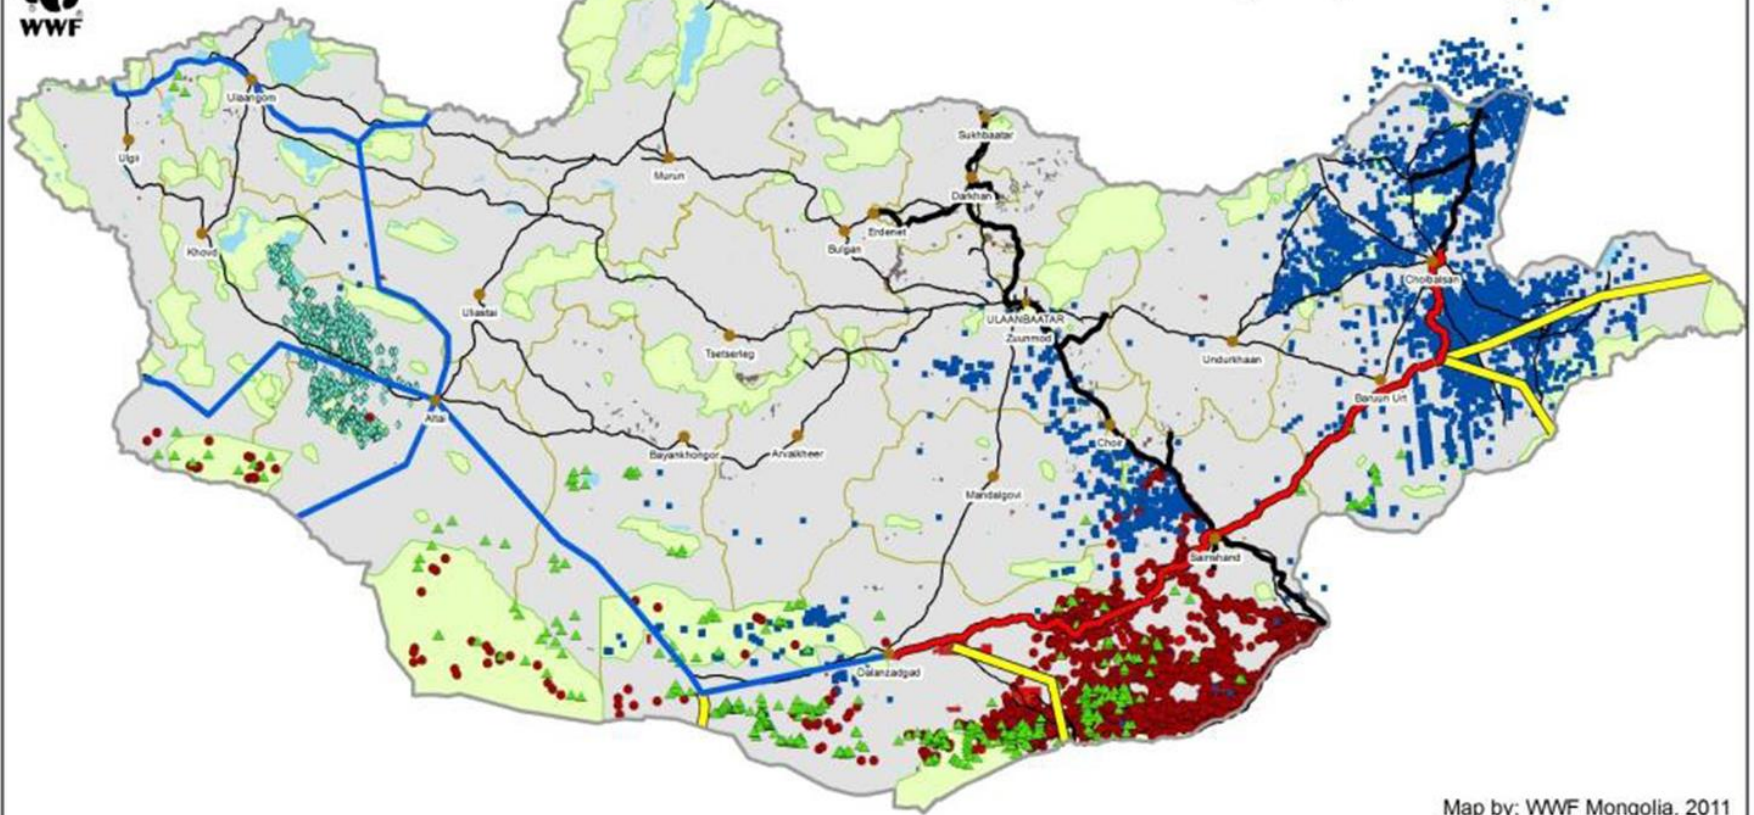 WWF
Ulaangom
Sukhbaatar
Ulgii
Murun
Darkhan
Erdenet
Bulgan
Khovd
Choibalsan
Uliastai
ULAANBAATAR
Zuunmod
Tsetserleg
Undurkhaan
Baruun Urt
Altai
Choir
Bayankhongor
Arvaikheer
Mandalgovi
Sainshand
Dalanzadgad
Map by: WWF Mongolia, 2011